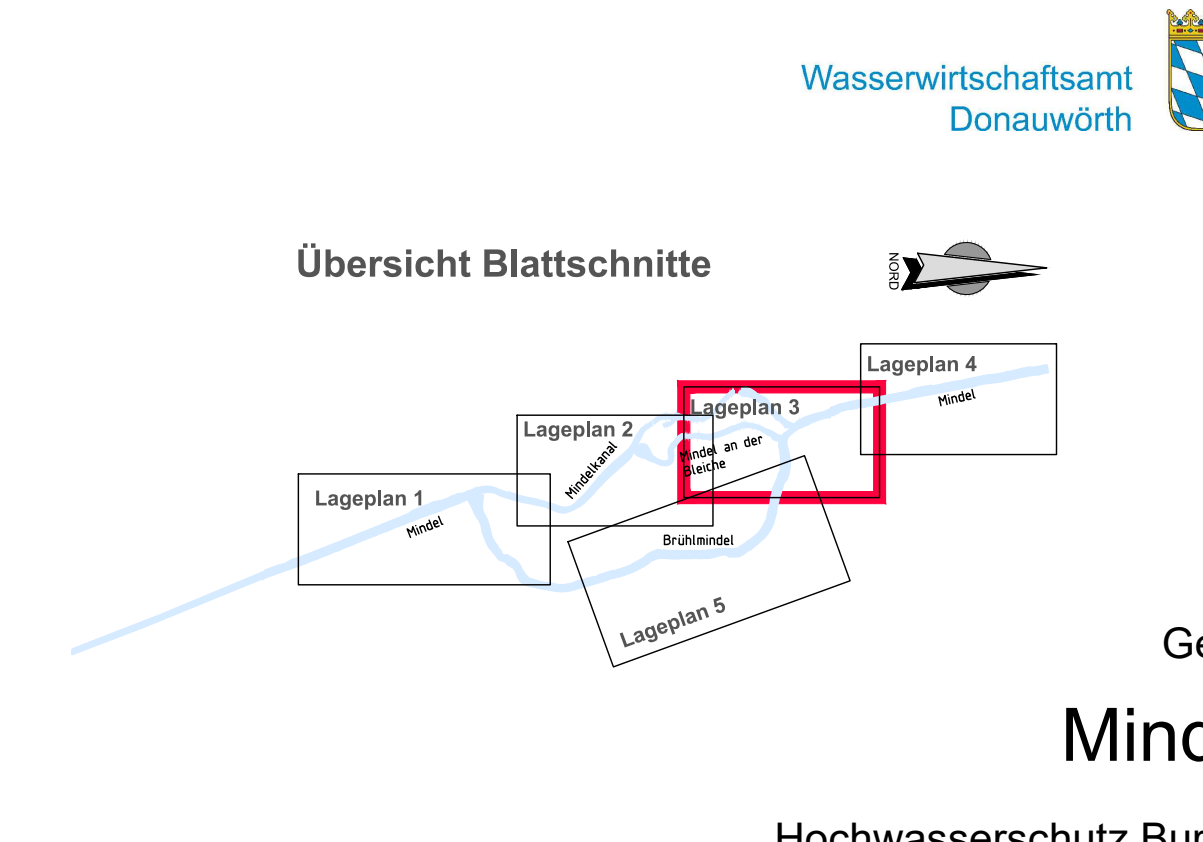 Wasserwirtschaftsamt
Donauwörth
Übersicht Blattschnitte
NORD
Lageplan 4
Mindel
Lageplan 3
Mindel an der
Bleiche
Lageplan 2
Mindelkanal
Lageplan 1
Mindel
Brühlmindel
Lageplan 5
Hochwasserschutz